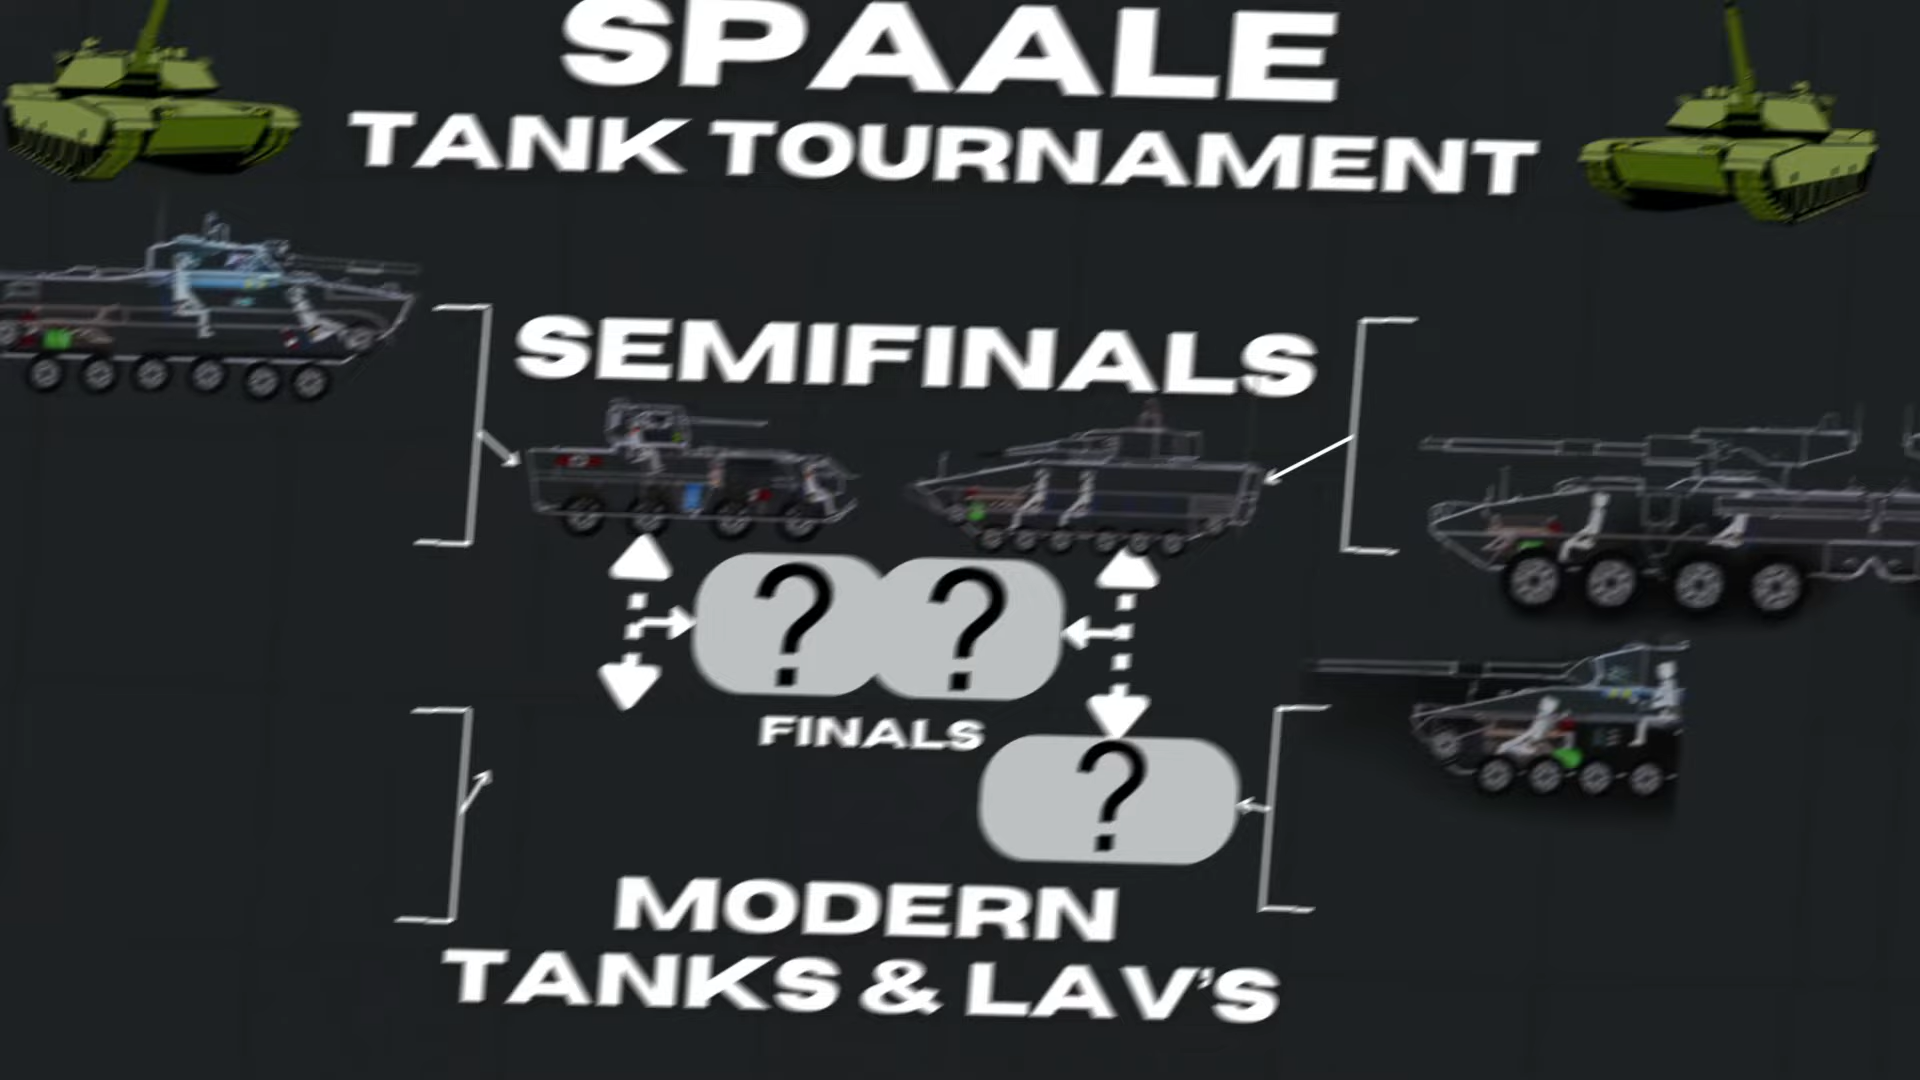 SPAALE
TANK TOURNAMENT
SEMIFINALS
? ?
FINALS
?
MODERN
TANKS & LAV'S